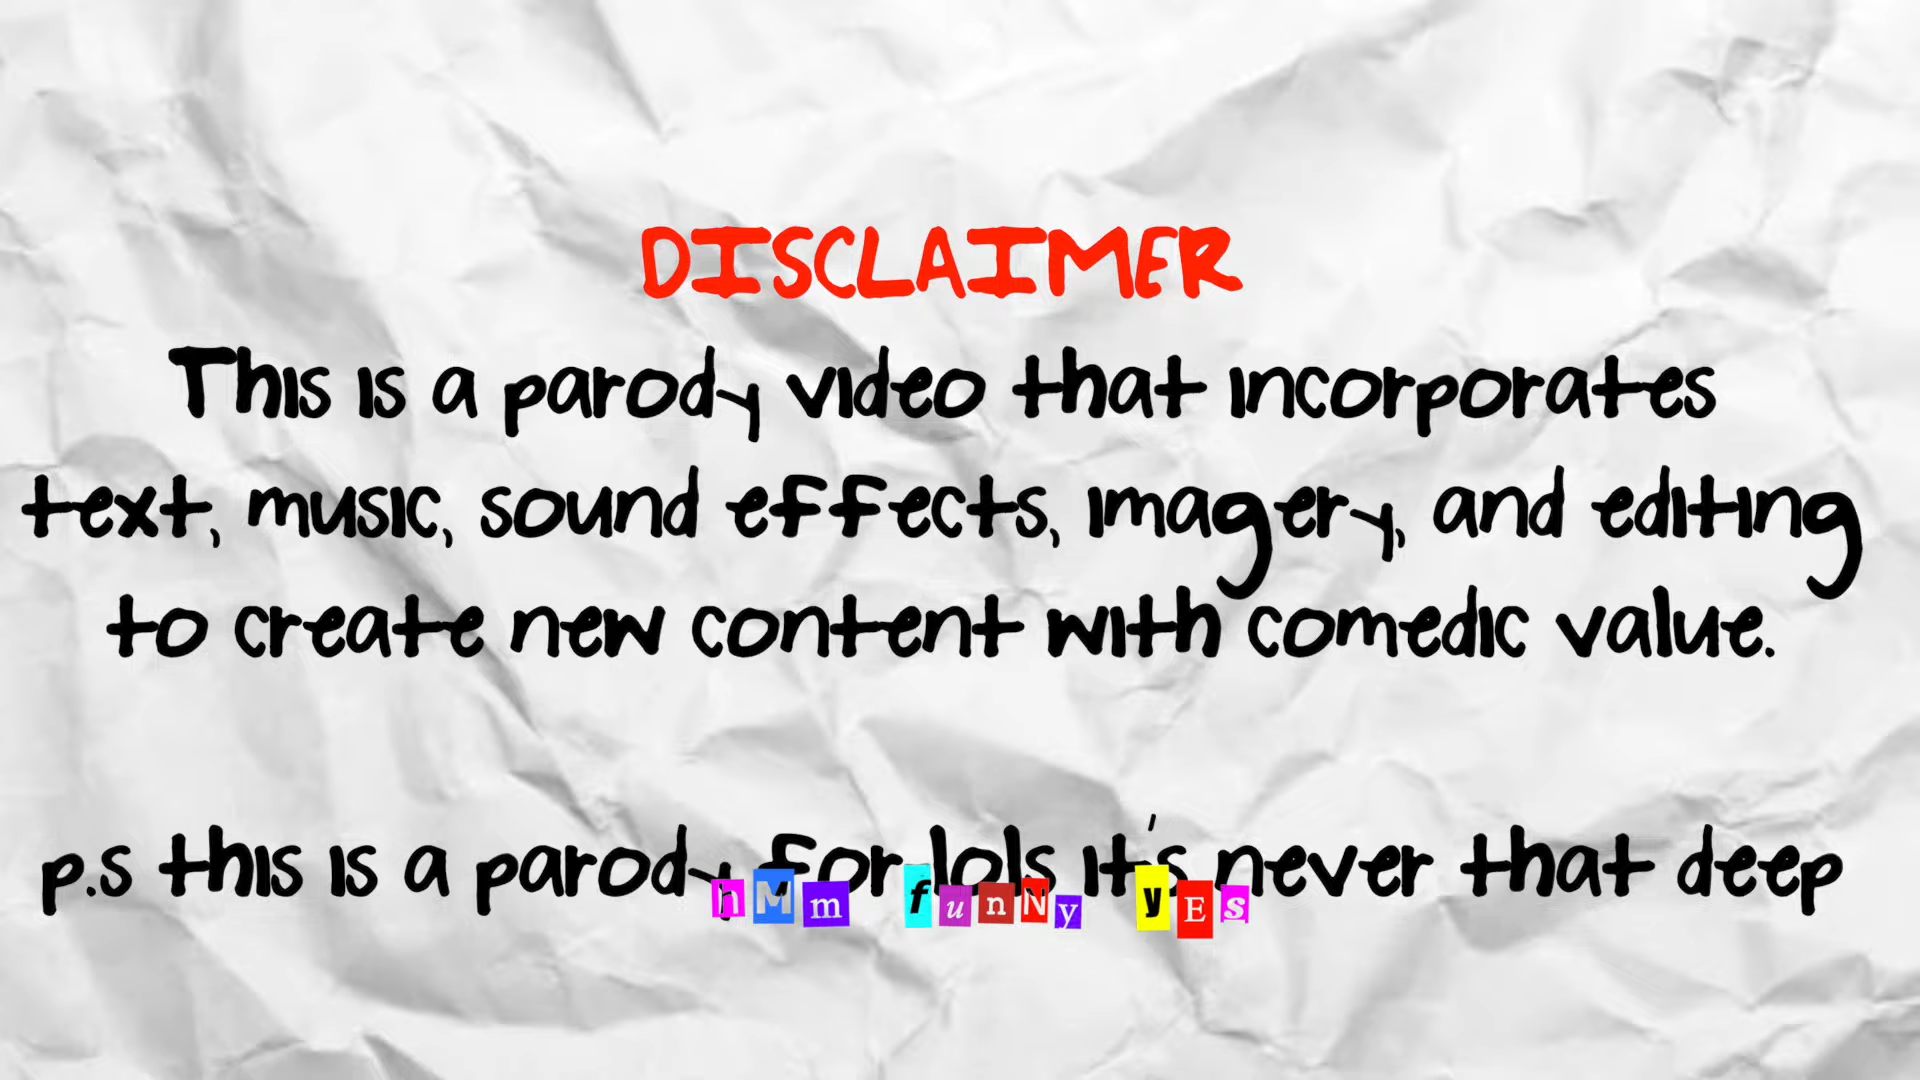 DISCLAIMER
This is a parody video that incorporates
text, music, sound effects, imagery, and editing
to create new content with comedic value.
p.s this is a parody for lols it's never that deep
hMm funNy yEs